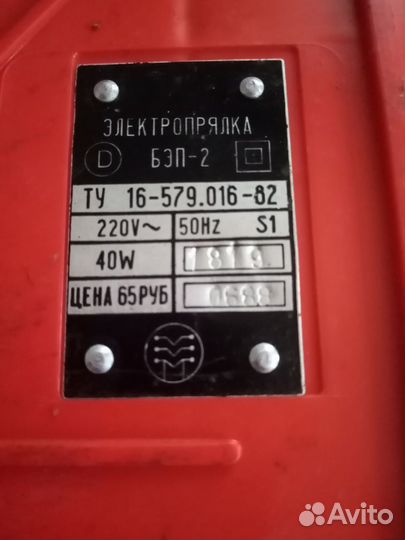 ЭЛЕКТРОПРЯЛКА
D БЭП-2
ТУ 16-579.016-82
220V~ 50Hz S1
40W 1819
ЦЕНА 65РУБ 0688
Avito